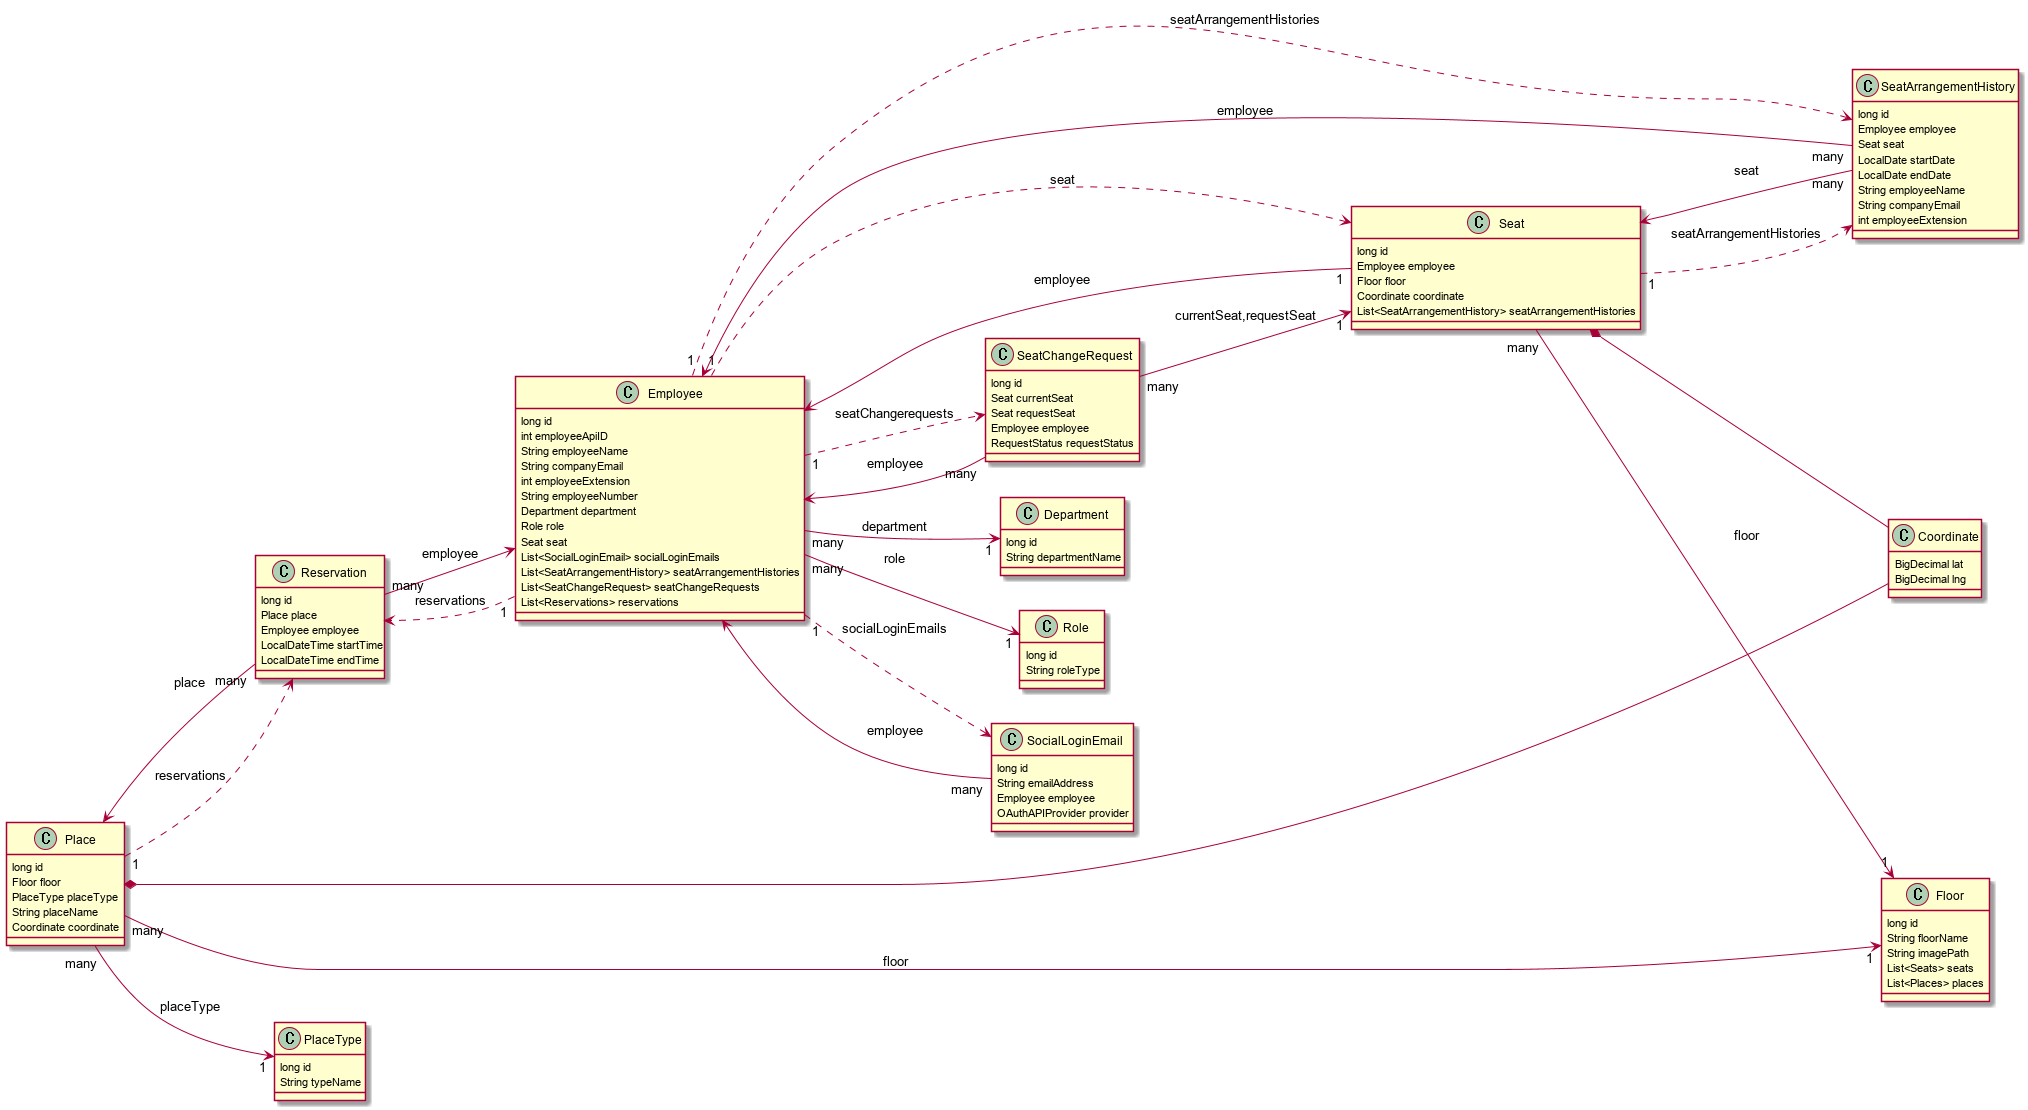 seatArrangementHistories
C SeatArrangementHistory
long id
Employee employee
Seat seat
LocalDate startDate
LocalDate endDate
String employeeName
String companyEmail
int employeeExtension
employee
many
seat
many
seat
C Seat
long id
Employee employee
Floor floor
Coordinate coordinate
List<SeatArrangementHistory> seatArrangementHistories
seatArrangementHistories
1
employee
1
currentSeat,requestSeat
1
many
many
C SeatChangeRequest
long id
Seat currentSeat
Seat requestSeat
Employee employee
RequestStatus requestStatus
1
1
C Employee
long id
int employeeApiID
String employeeName
String companyEmail
int employeeExtension
String employeeNumber
Department department
Role role
Seat seat
List<SocialLoginEmail> socialLoginEmails
List<SeatArrangementHistory> seatArrangementHistories
List<SeatChangeRequest> seatChangeRequests
List<Reservations> reservations
seatChangerequests
1
employee
many
department
many
1
C Department
long id
String departmentName
role
many
1
C Role
long id
String roleType
socialLoginEmails
1
employee
many
C SocialLoginEmail
long id
String emailAddress
Employee employee
OAuthAPIProvider provider
C Coordinate
BigDecimal lat
BigDecimal lng
floor
1
C Reservation
long id
Place place
Employee employee
LocalDateTime startTime
LocalDateTime endTime
employee
many
reservations
1
place
many
reservations
1
C Place
long id
Floor floor
PlaceType placeType
String placeName
Coordinate coordinate
many
floor
1
C Floor
long id
String floorName
String imagePath
List<Seats> seats
List<Places> places
many
placeType
1
C PlaceType
long id
String typeName